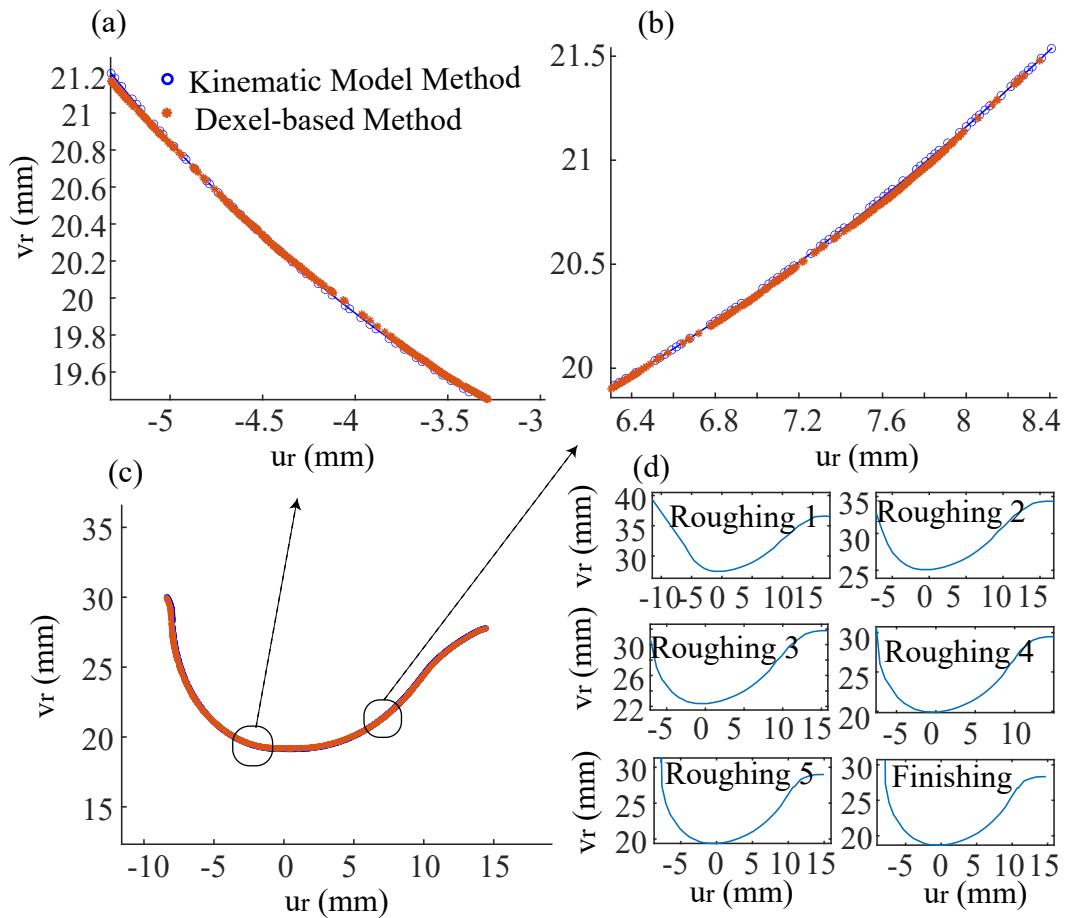 (a)
21.2
21
20.8
20.6
20.4
20.2
20
19.8
19.6
vr (mm)
-5
-4.5
-4
-3.5
-3
ur (mm)
Kinematic Model Method
Dexel-based Method
(b)
21.5
21
20.5
20
6.4
6.8
7.2
7.6
8
8.4
ur (mm)
(c)
35
30
25
20
15
vr (mm)
-10
-5
0
5
10
15
ur (mm)
(d)
40
35
30
vr (mm)
Roughing 1
-10 -5 0 5 10 15
35
30
25
Roughing 2
-5 0 5 10 15
30
26
22
vr (mm)
Roughing 3
-5 0 5 10 15
30
25
20
Roughing 4
-5 0 5 10
30
25
20
vr (mm)
Roughing 5
-5 0 5 10 15
ur (mm)
30
25
20
Finishing
-5 0 5 10 15
ur (mm)